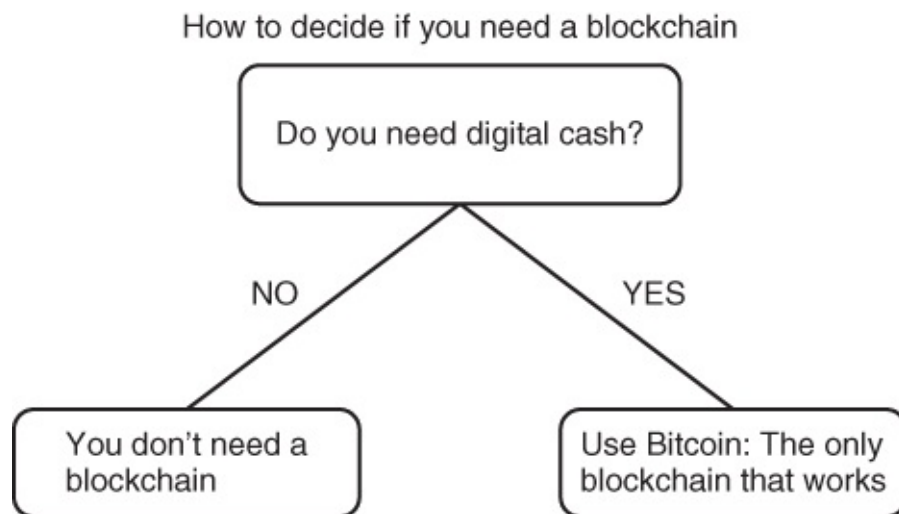 How to decide if you need a blockchain
Do you need digital cash?
NO
YES
You don’t need a
blockchain
Use Bitcoin: The only
blockchain that works